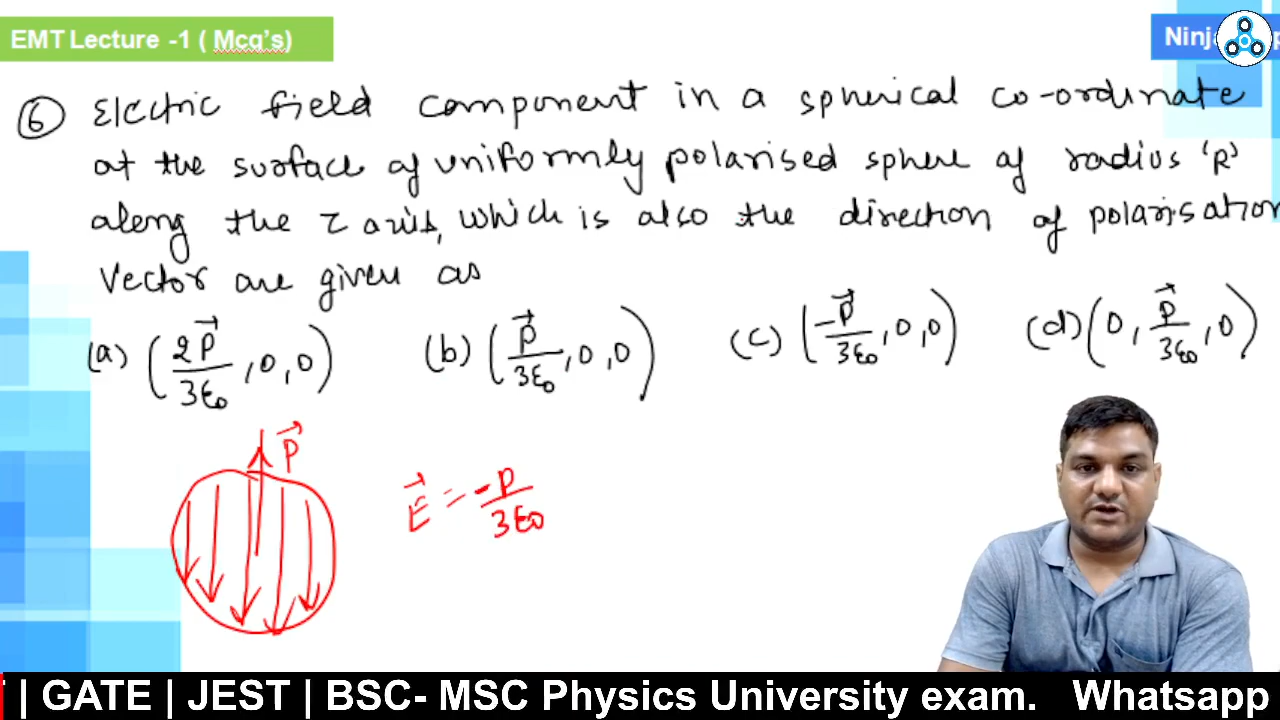 EMT Lecture -1 ( Mcq's)
Ninj
⑥ Electric field component in a spherical co-ordinate
at the surface of uniformly polarised sphere of radius 'R'
along the z axis, which is also the direction of polarisation
Vector are given as
(a) (2P⃗/3ε₀, 0, 0) (b) (P⃗/3ε₀, 0, 0) (c) (-P⃗/3ε₀, 0, 0) (d) (0, P⃗/3ε₀, 0)
P⃗
E⃗ = -P/3ε₀
| GATE | JEST | BSC- MSC Physics University exam. Whatsapp